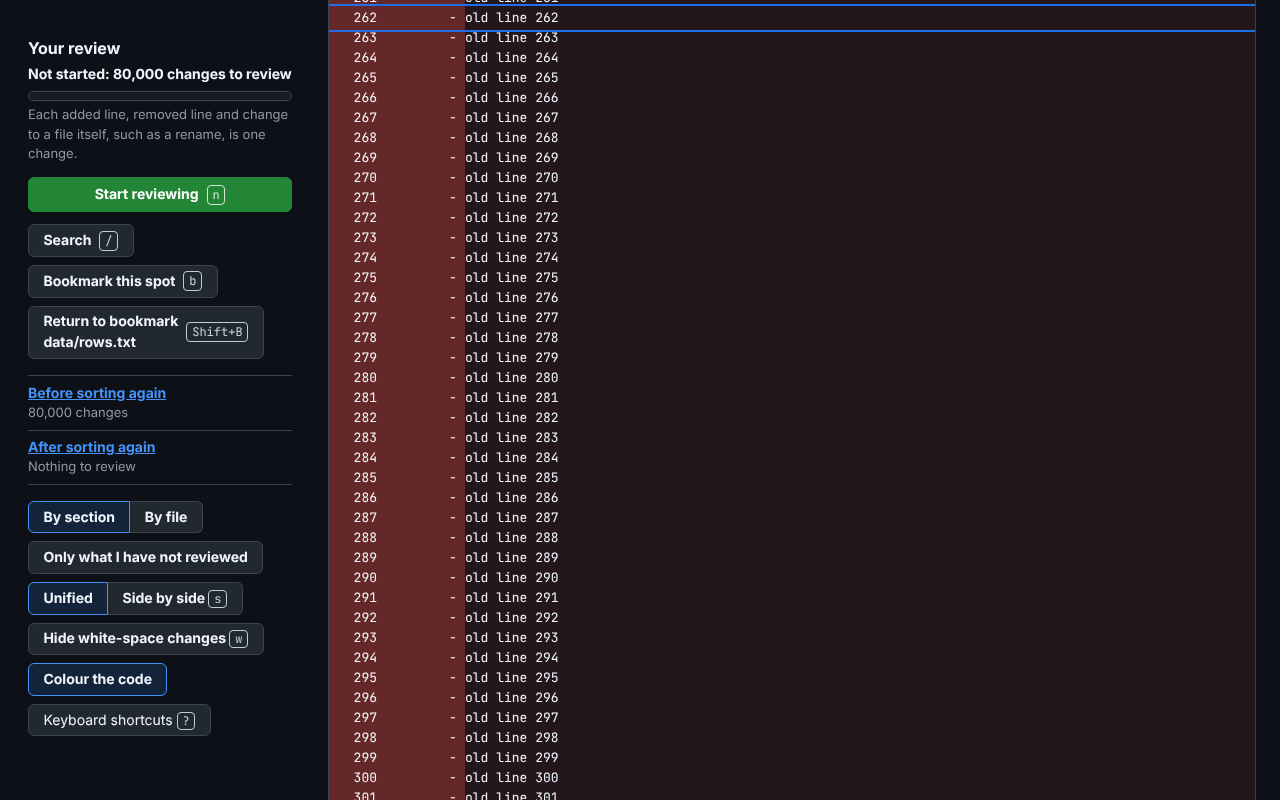 Your review
Not started: 80,000 changes to review
Each added line, removed line and change
to a file itself, such as a rename, is one
change.
Start reviewing n
Search /
Bookmark this spot b
Return to bookmark
data/rows.txt
Shift+B
Before sorting again
80,000 changes
After sorting again
Nothing to review
By section By file
Only what I have not reviewed
Unified Side by side s
Hide white-space changes w
Colour the code
Keyboard shortcuts ?
262 - old line 262
263 - old line 263
264 - old line 264
265 - old line 265
266 - old line 266
267 - old line 267
268 - old line 268
269 - old line 269
270 - old line 270
271 - old line 271
272 - old line 272
273 - old line 273
274 - old line 274
275 - old line 275
276 - old line 276
277 - old line 277
278 - old line 278
279 - old line 279
280 - old line 280
281 - old line 281
282 - old line 282
283 - old line 283
284 - old line 284
285 - old line 285
286 - old line 286
287 - old line 287
288 - old line 288
289 - old line 289
290 - old line 290
291 - old line 291
292 - old line 292
293 - old line 293
294 - old line 294
295 - old line 295
296 - old line 296
297 - old line 297
298 - old line 298
299 - old line 299
300 - old line 300
301 - old line 301